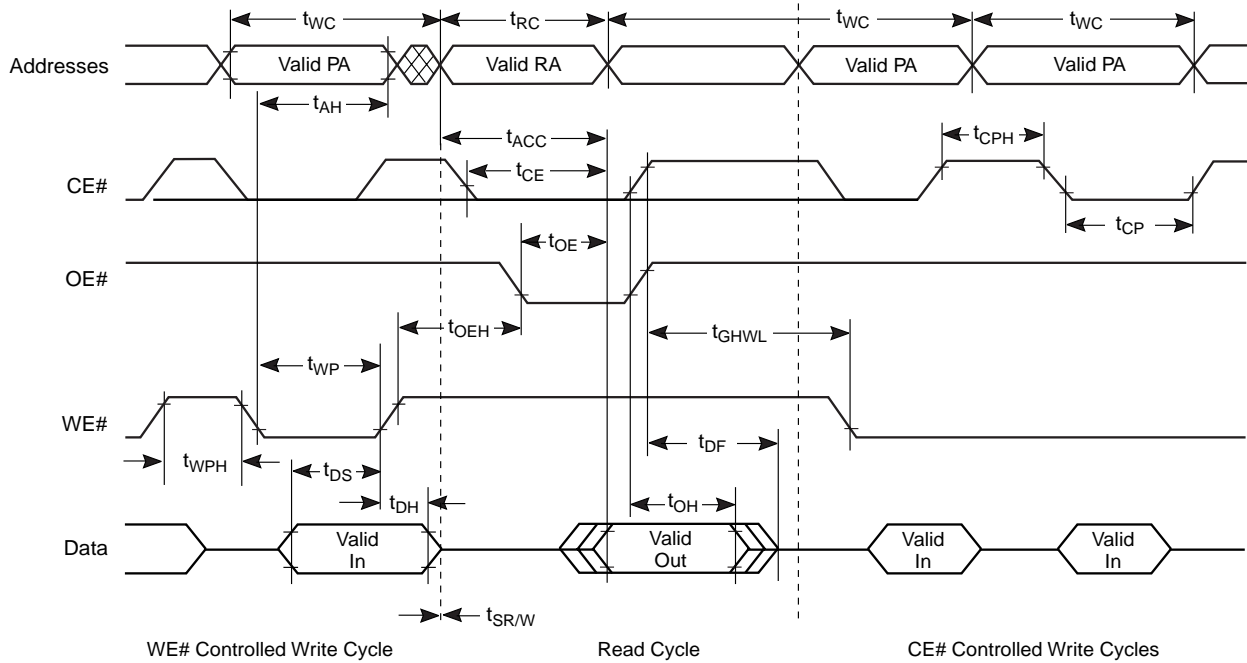 tWC tRC tWC tWC
Addresses Valid PA Valid RA Valid PA Valid PA
tAH
tACC
tCPH
CE# tCE
tCP
tOE
OE#
tOEH tGHWL
tWP
WE#
tDF
tWPH tDS
tDH tOH
Data Valid In Valid Out Valid In Valid In
tSR/W
WE# Controlled Write Cycle Read Cycle CE# Controlled Write Cycles